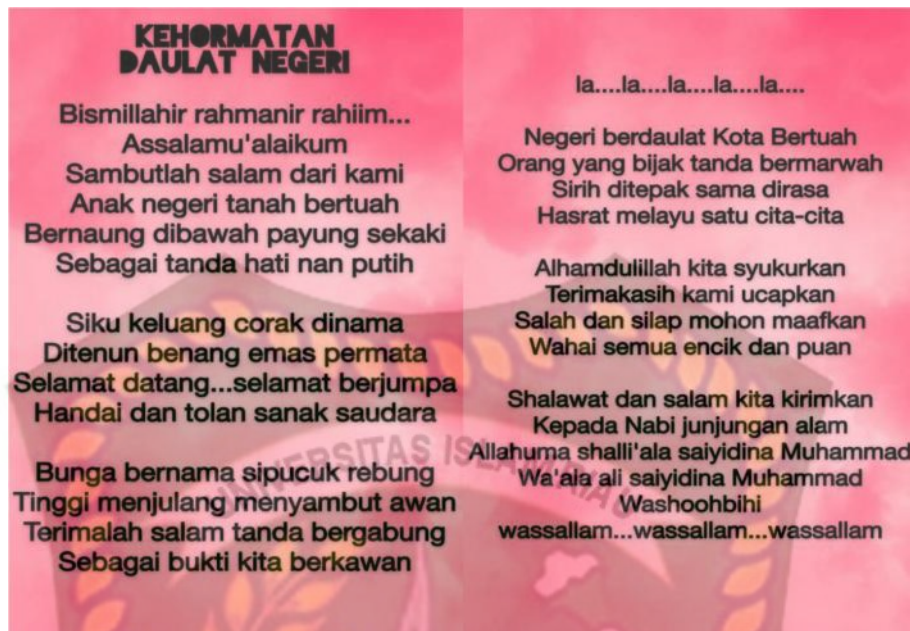 KEHORMATAN
DAULAT NEGERI
Bismillahir rahmanir rahiim...
Assalamu'alaikum
Sambutlah salam dari kami
Anak negeri tanah bertuah
Bernaung dibawah payung sekaki
Sebagai tanda hati nan putih
Siku keluang corak dinama
Ditenun benang emas permata
Selamat datang...selamat berjumpa
Handai dan tolan sanak saudara
Bunga bernama sipucuk rebung
Tinggi menjulang menyambut awan
Terimalah salam tanda bergabung
Sebagai bukti kita berkawan
la....la....la....la....la....
Negeri berdaulat Kota Bertuah
Orang yang bijak tanda bermarwah
Sirih ditepak sama dirasa
Hasrat melayu satu cita-cita
Alhamdulillah kita syukurkan
Terimakasih kami ucapkan
Salah dan silap mohon maafkan
Wahai semua encik dan puan
Shalawat dan salam kita kirimkan
Kepada Nabi junjungan alam
Allahuma shalli'ala saiyidina Muhammad
Wa'ala ali saiyidina Muhammad
Washoohbihi
wassallam...wassallam...wassallam
UNIVERSITAS ISLAM RIAU